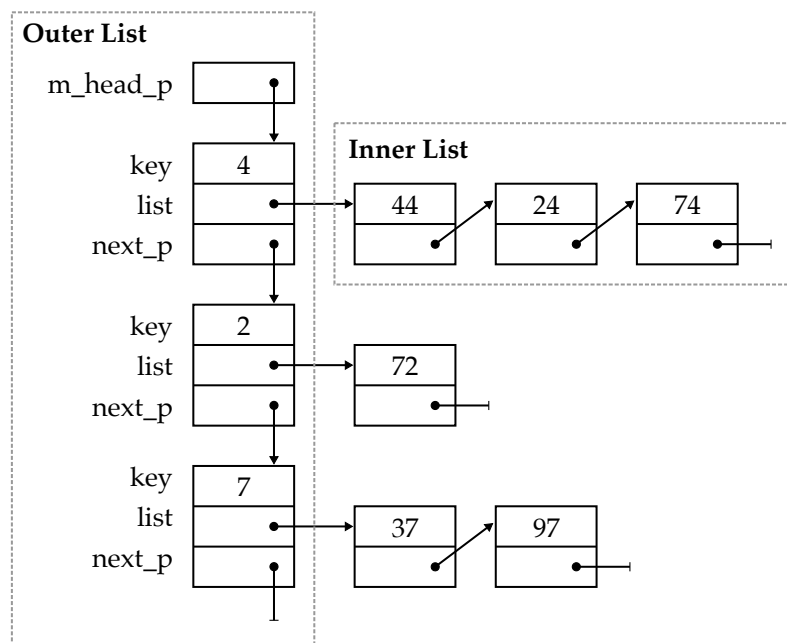 Outer List
m_head_p
key 4
Inner List
list 44 24 74
next_p
key 2
list 72
next_p
key 7
list 37 97
next_p